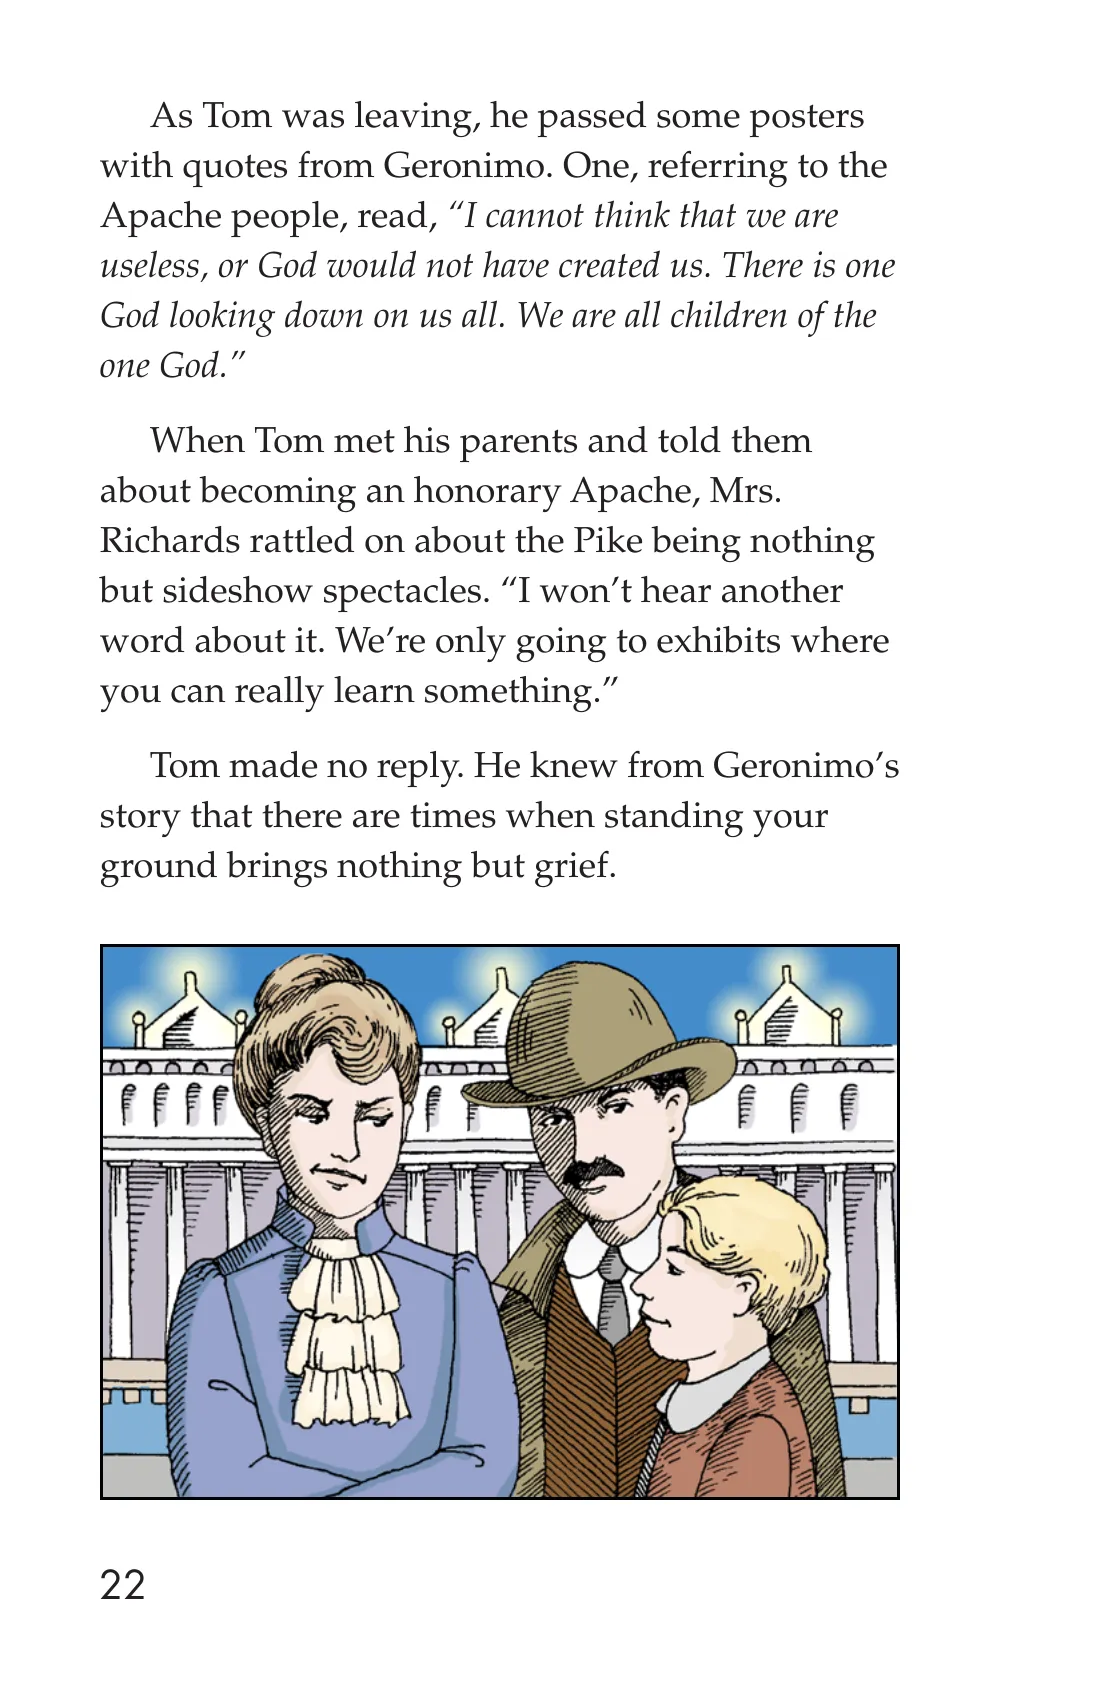 As Tom was leaving, he passed some posters
with quotes from Geronimo. One, referring to the
Apache people, read, “I cannot think that we are
useless, or God would not have created us. There is one
God looking down on us all. We are all children of the
one God.”
When Tom met his parents and told them
about becoming an honorary Apache, Mrs.
Richards rattled on about the Pike being nothing
but sideshow spectacles. “I won’t hear another
word about it. We’re only going to exhibits where
you can really learn something.”
Tom made no reply. He knew from Geronimo’s
story that there are times when standing your
ground brings nothing but grief.
22